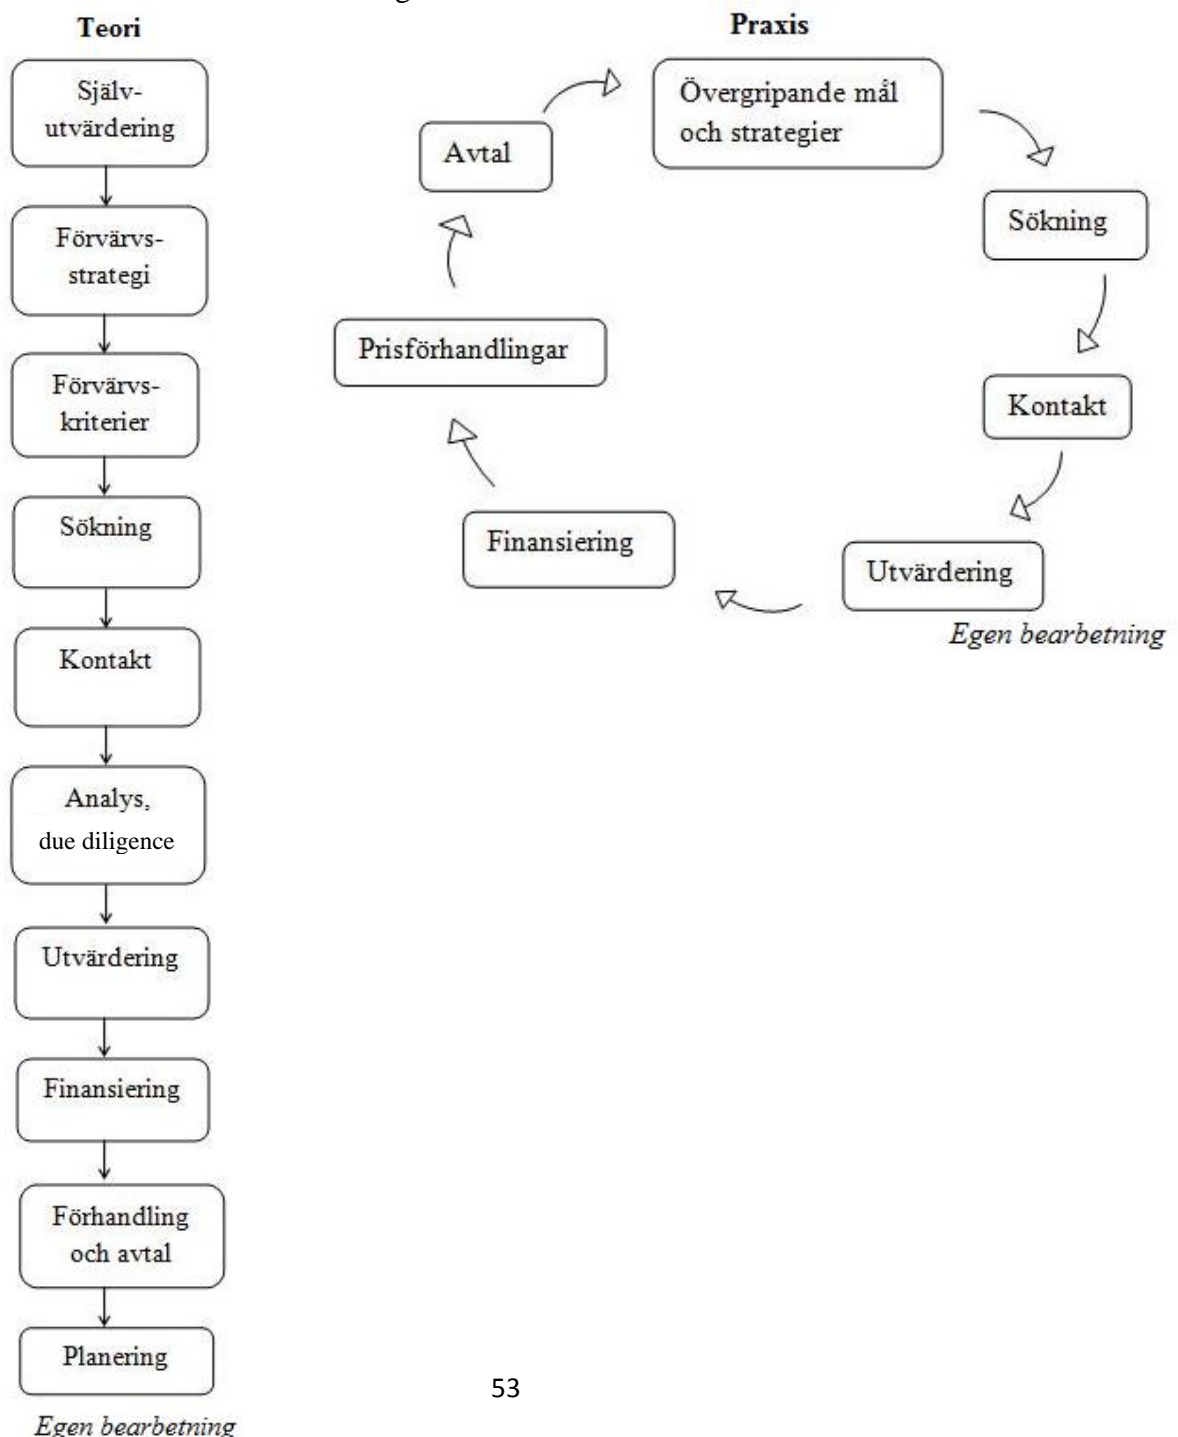 Teori
Själv-
utvärdering
Förvärvs-
strategi
Förvärvs-
kriterier
Sökning
Kontakt
Analys,
due diligence
Utvärdering
Finansiering
Förhandling
och avtal
Planering
Egen bearbetning
Praxis
Övergripande mål
och strategier
Sökning
Kontakt
Utvärdering
Finansiering
Prisförhandlingar
Avtal
Egen bearbetning
53